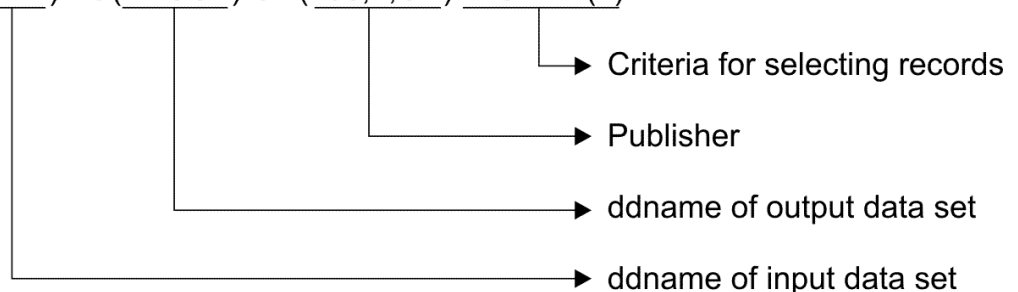 Criteria for selecting records
Publisher
ddname of output data set
ddname of input data set